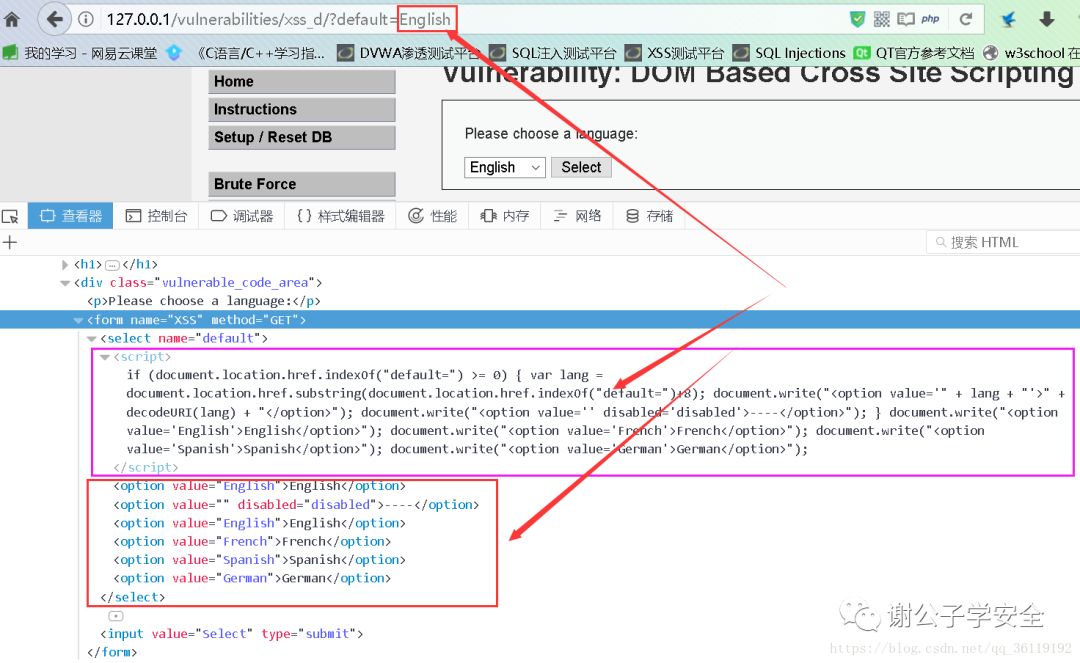 127.0.0.1/vulnerabilities/xss_d/?default=English
php
我的学习 - 网易云课堂 《C语言/C++学习指... DVWA渗透测试平台 SQL注入测试平台 XSS测试平台 SQL Injections QT官方参考文档 w3school 在
Home
Instructions
Setup / Reset DB
Brute Force
Vulnerability: DOM Based Cross Site Scripting
Please choose a language:
English Select
查看器 控制台 调试器 样式编辑器 性能 内存 网络 存储
搜索 HTML
<h1></h1>
<div class="vulnerable_code_area">
<p>Please choose a language:</p>
<form name="XSS" method="GET">
<select name="default">
<script>
if (document.location.href.indexOf("default=") >= 0) { var lang =
document.location.href.substring(document.location.href.indexOf("default=")+8); document.write("<option value='" + lang + "'>" +
decodeURI(lang) + "</option>"); document.write("<option value='' disabled='disabled'>----</option>"); } document.write("<option
value='English'>English</option>"); document.write("<option value='French'>French</option>"); document.write("<option
value='Spanish'>Spanish</option>"); document.write("<option value='German'>German</option>");
</script>
<option value="English">English</option>
<option value="" disabled="disabled">----</option>
<option value="English">English</option>
<option value="French">French</option>
<option value="Spanish">Spanish</option>
<option value="German">German</option>
</select>
<input value="Select" type="submit">
</form>
谢公子学安全
https://blog.csdn.net/qq_36119192